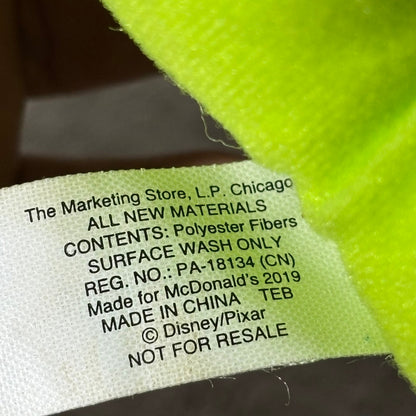 The Marketing Store, L.P. Chicago
ALL NEW MATERIALS
CONTENTS: Polyester Fibers
SURFACE WASH ONLY
REG. NO.: PA-18134 (CN)
Made for McDonald's 2019
MADE IN CHINA TEB
© Disney/Pixar
NOT FOR RESALE